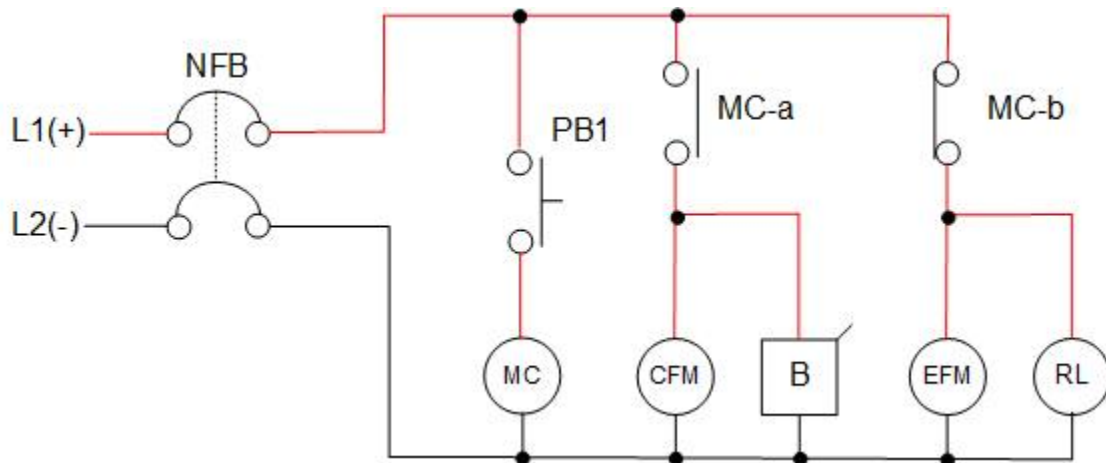 NFB
L1(+)
L2(-)
PB1
MC-a
MC-b
MC
CFM
B
EFM
RL